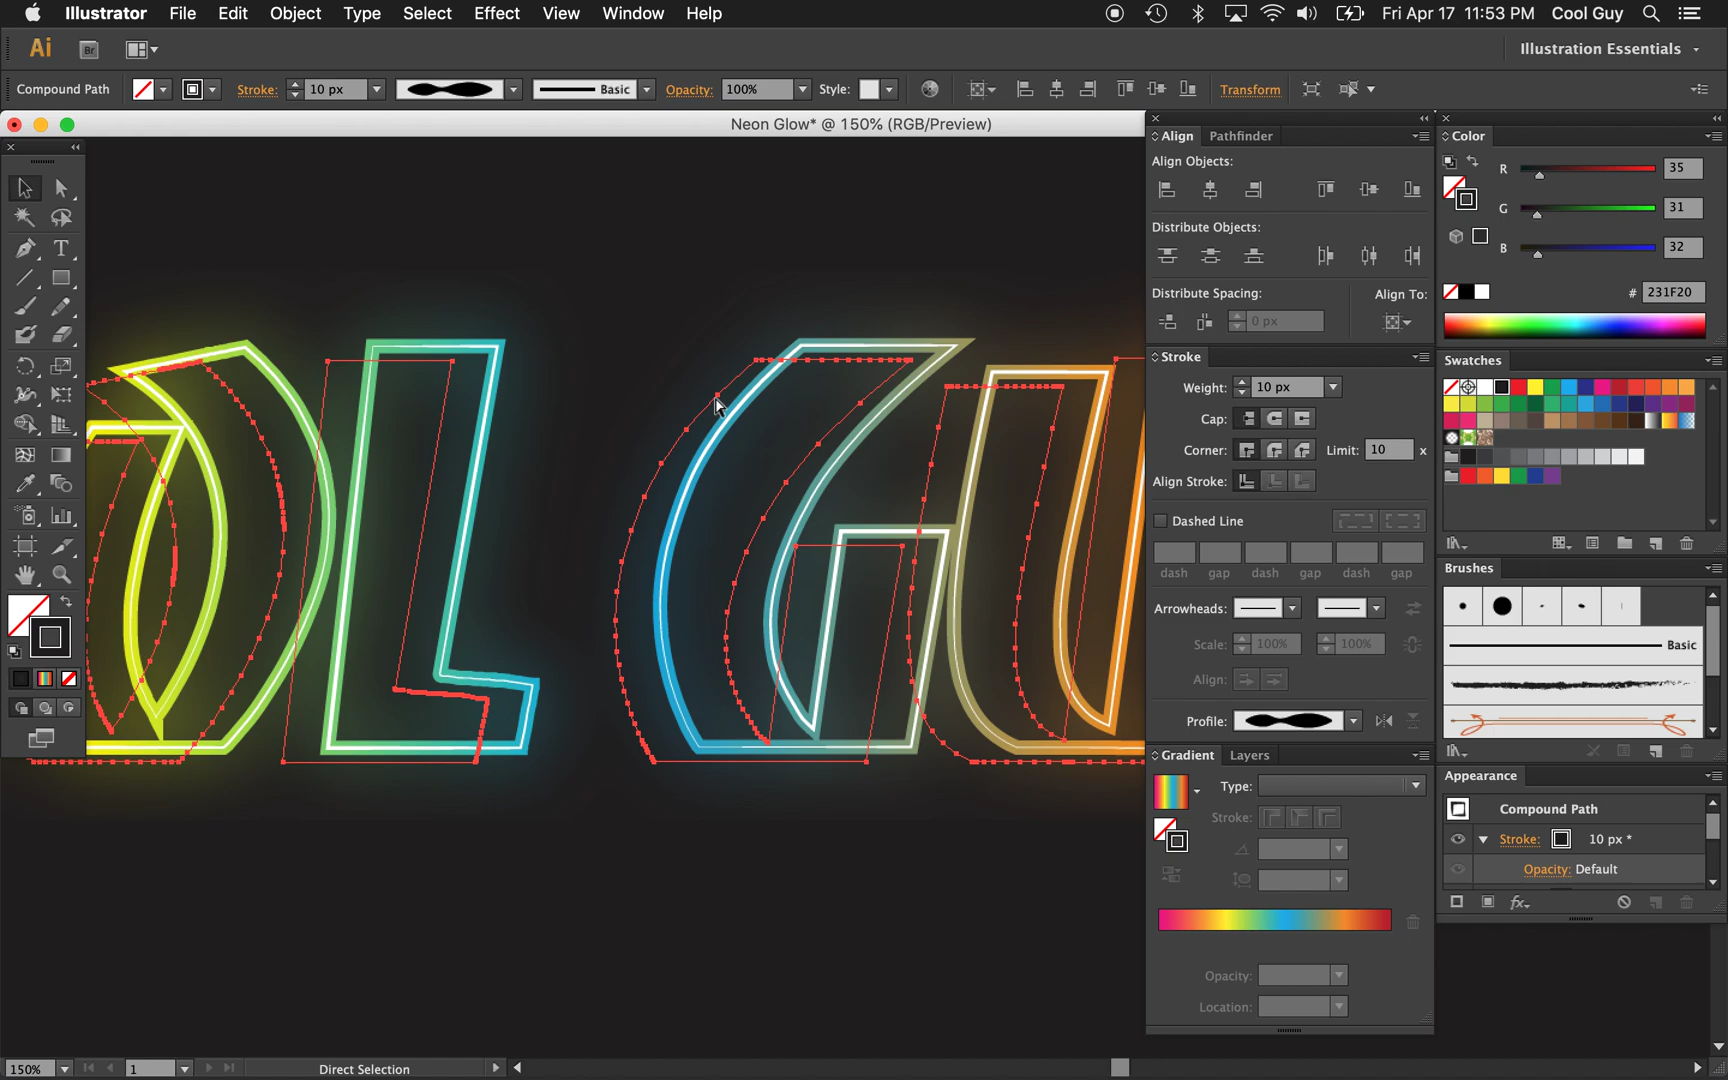 Illustrator File Edit Object Type Select Effect View Window Help Fri Apr 17 11:53 PM Cool Guy
Ai Br Illustration Essentials
Compound Path Stroke: 10 px Basic Opacity: 100% Style: Transform
Neon Glow* @ 150% (RGB/Preview)
Align Pathfinder
Align Objects:
Distribute Objects:
Distribute Spacing: Align To:
0 px
Stroke
Weight: 10 px
Cap:
Corner: Limit: 10 x
Align Stroke:
Dashed Line
dash gap dash gap dash gap
Arrowheads:
Scale: 100% 100%
Align:
Profile:
Gradient Layers
Type:
Stroke:
Opacity:
Location:
Color
R 35
G 31
B 32
# 231F20
Swatches
Brushes
Basic
Appearance
Compound Path
Stroke: 10 px *
Opacity: Default
fx
T
OL GU
150% 1 Direct Selection